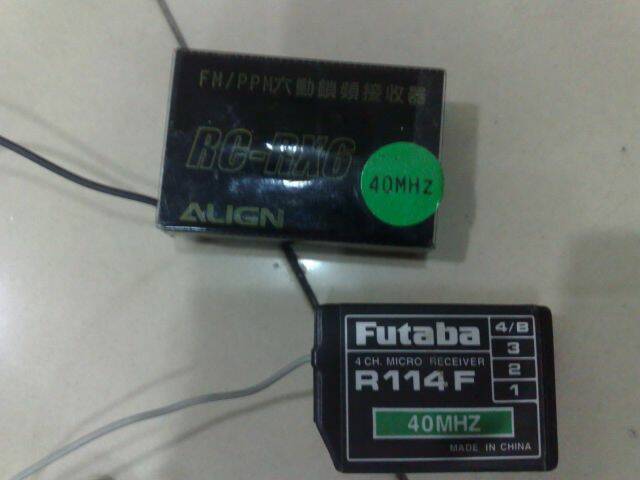 FM/PPM六動鎖頻接收器
RC-RX6
40MHZ
ALIGN
Futaba
4/B
3
4 CH. MICRO RECEIVER
2
R114F
1
40MHZ
MADE IN CHINA